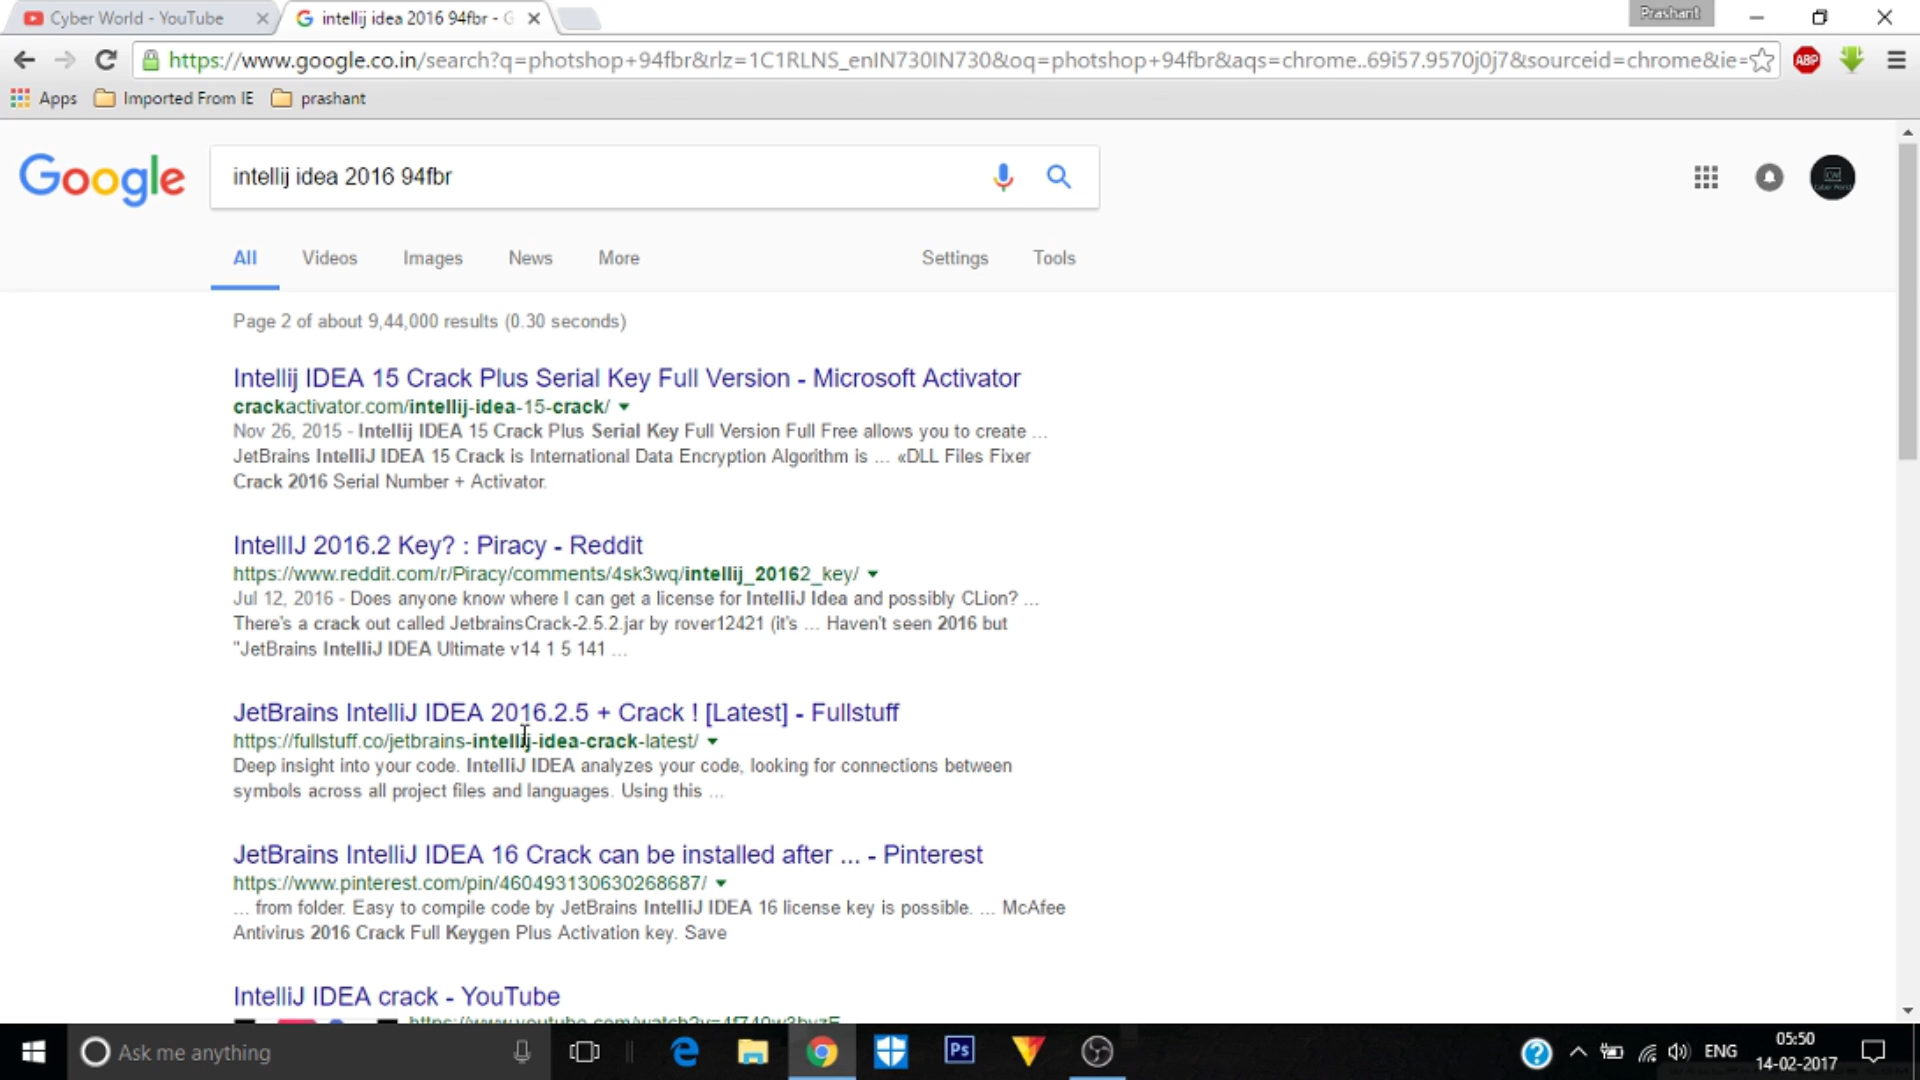 Cyber World - YouTube
intellij idea 2016 94fbr - G
Prashant
https://www.google.co.in/search?q=photshop+94fbr&rlz=1C1RLNS_enIN730IN730&oq=photshop+94fbr&aqs=chrome..69i57.9570j0j7&sourceid=chrome&ie=
ABP
Apps
Imported From IE
prashant
Google
intellij idea 2016 94fbr
All
Videos
Images
News
More
Settings
Tools
Page 2 of about 9,44,000 results (0.30 seconds)
Intellij IDEA 15 Crack Plus Serial Key Full Version - Microsoft Activator
crackactivator.com/intellij-idea-15-crack/
Nov 26, 2015 - Intellij IDEA 15 Crack Plus Serial Key Full Version Full Free allows you to create ...
JetBrains IntelliJ IDEA 15 Crack is International Data Encryption Algorithm is ... «DLL Files Fixer
Crack 2016 Serial Number + Activator.
IntellIJ 2016.2 Key? : Piracy - Reddit
https://www.reddit.com/r/Piracy/comments/4sk3wq/intellij_20162_key/
Jul 12, 2016 - Does anyone know where I can get a license for IntelliJ Idea and possibly CLion? ...
There's a crack out called JetbrainsCrack-2.5.2.jar by rover12421 (it's ... Haven't seen 2016 but
"JetBrains IntelliJ IDEA Ultimate v14 1 5 141 ...
JetBrains IntelliJ IDEA 2016.2.5 + Crack ! [Latest] - Fullstuff
https://fullstuff.co/jetbrains-intellij-idea-crack-latest/
Deep insight into your code. IntelliJ IDEA analyzes your code, looking for connections between
symbols across all project files and languages. Using this ...
JetBrains IntelliJ IDEA 16 Crack can be installed after ... - Pinterest
https://www.pinterest.com/pin/460493130630268687/
... from folder. Easy to compile code by JetBrains IntelliJ IDEA 16 license key is possible. ... McAfee
Antivirus 2016 Crack Full Keygen Plus Activation key. Save
IntelliJ IDEA crack - YouTube
Ask me anything
Ps
ENG
05:50
14-02-2017